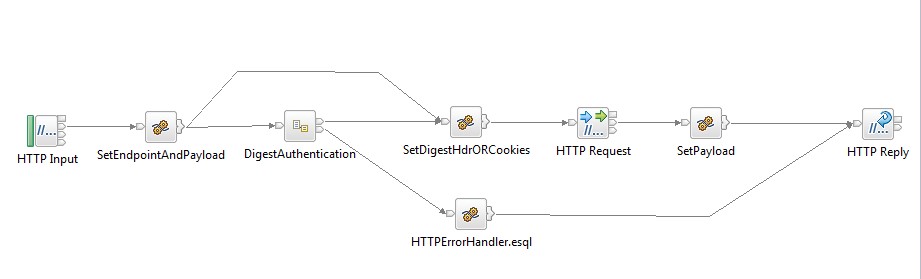 HTTP Input
SetEndpointAndPayload
DigestAuthentication
SetDigestHdrORCookies
HTTP Request
SetPayload
HTTP Reply
HTTPErrorHandler.esql